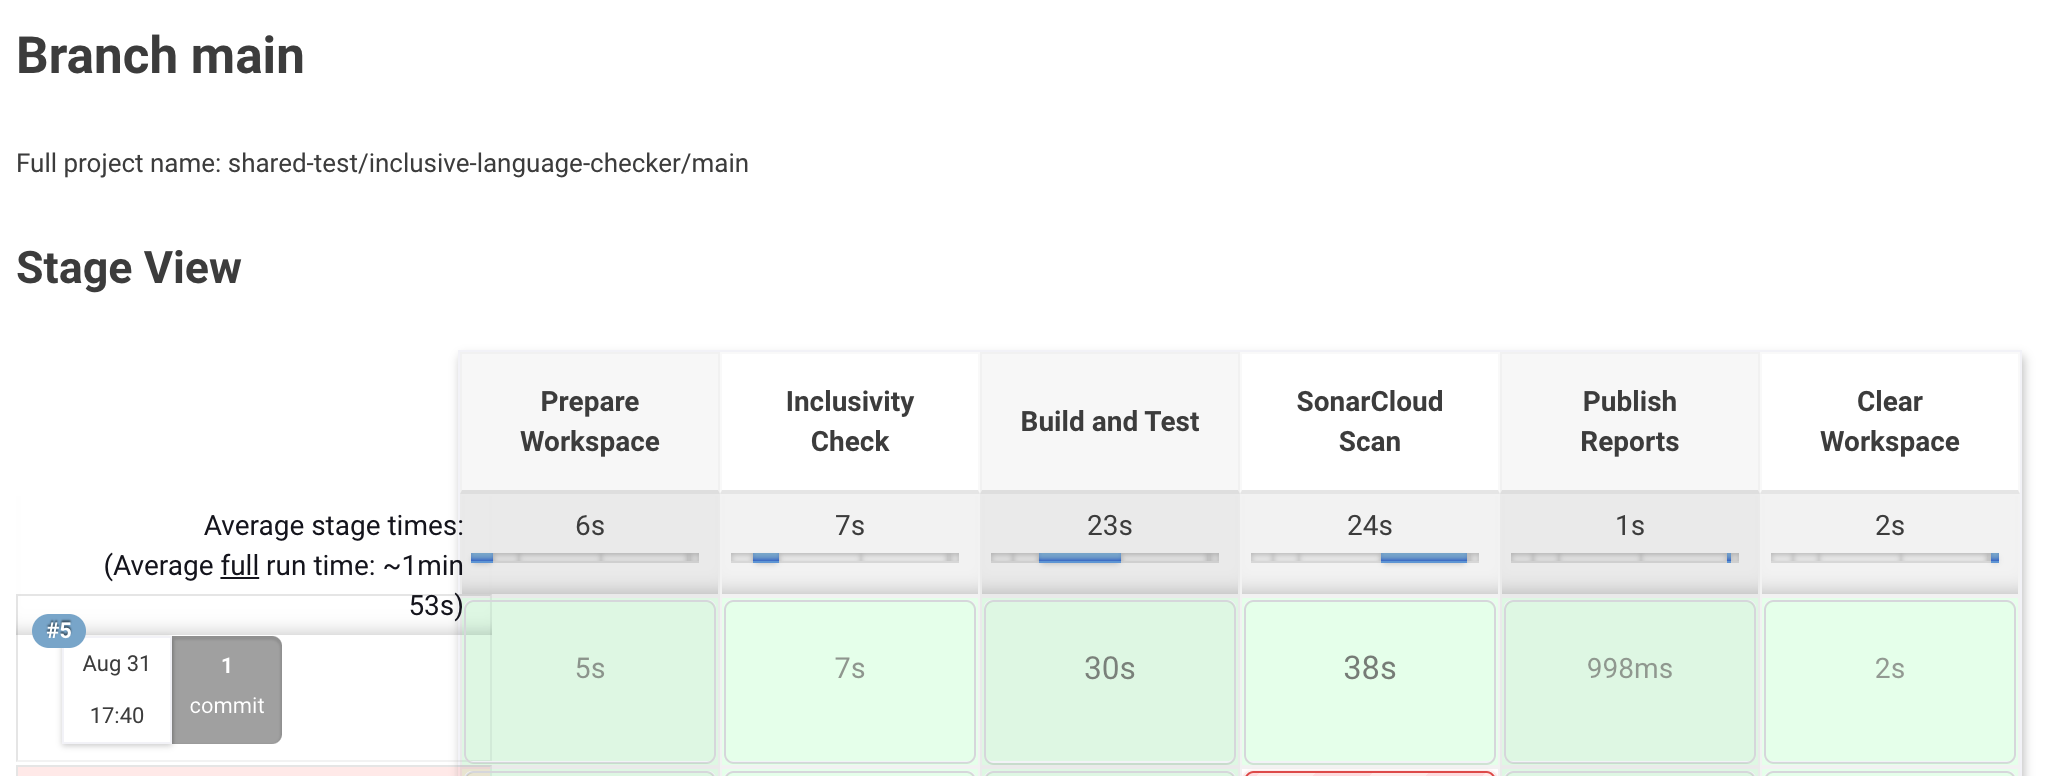 Branch main
Full project name: shared-test/inclusive-language-checker/main
Stage View
Prepare
Workspace
Inclusivity
Check
Build and Test
SonarCloud
Scan
Publish
Reports
Clear
Workspace
Average stage times:
(Average full run time: ~1min
53s)
6s
7s
23s
24s
1s
2s
#5
Aug 31
17:40
1
commit
5s
7s
30s
38s
998ms
2s